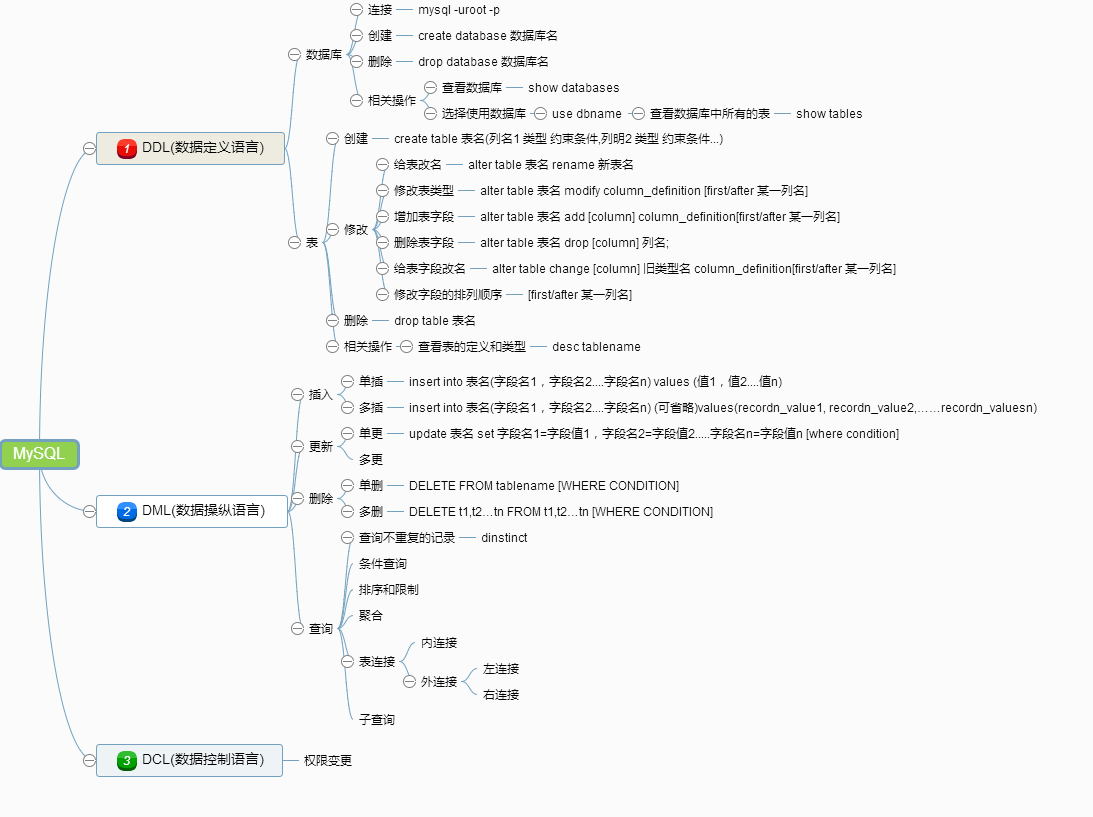 连接 mysql -uroot -p
创建 create database 数据库名
数据库
删除 drop database 数据库名
查看数据库 show databases
相关操作
选择使用数据库 use dbname 查看数据库中所有的表 show tables
创建 create table 表名(列名1 类型 约束条件,列明2 类型 约束条件...)
1 DDL(数据定义语言)
给表改名 alter table 表名 rename 新表名
修改表类型 alter table 表名 modify column_definition [first/after 某一列名]
增加表字段 alter table 表名 add [column] column_definition[first/after 某一列名]
修改
表
删除表字段 alter table 表名 drop [column] 列名;
给表字段改名 alter table change [column] 旧类型名 column_definition[first/after 某一列名]
修改字段的排列顺序 [first/after 某一列名]
删除 drop table 表名
相关操作 查看表的定义和类型 desc tablename
单插 insert into 表名(字段名1，字段名2....字段名n) values (值1，值2....值n)
插入
多插 insert into 表名(字段名1，字段名2....字段名n) (可省略)values(recordn_value1, recordn_value2,……recordn_valuesn)
单更 update 表名 set 字段名1=字段值1，字段名2=字段值2.....字段名n=字段值n [where condition]
更新
MySQL
多更
单删 DELETE FROM tablename [WHERE CONDITION]
删除
2 DML(数据操纵语言)
多删 DELETE t1,t2...tn FROM t1,t2...tn [WHERE CONDITION]
查询不重复的记录 dinstinct
条件查询
排序和限制
聚合
查询
内连接
表连接
左连接
外连接
右连接
子查询
3 DCL(数据控制语言) 权限变更